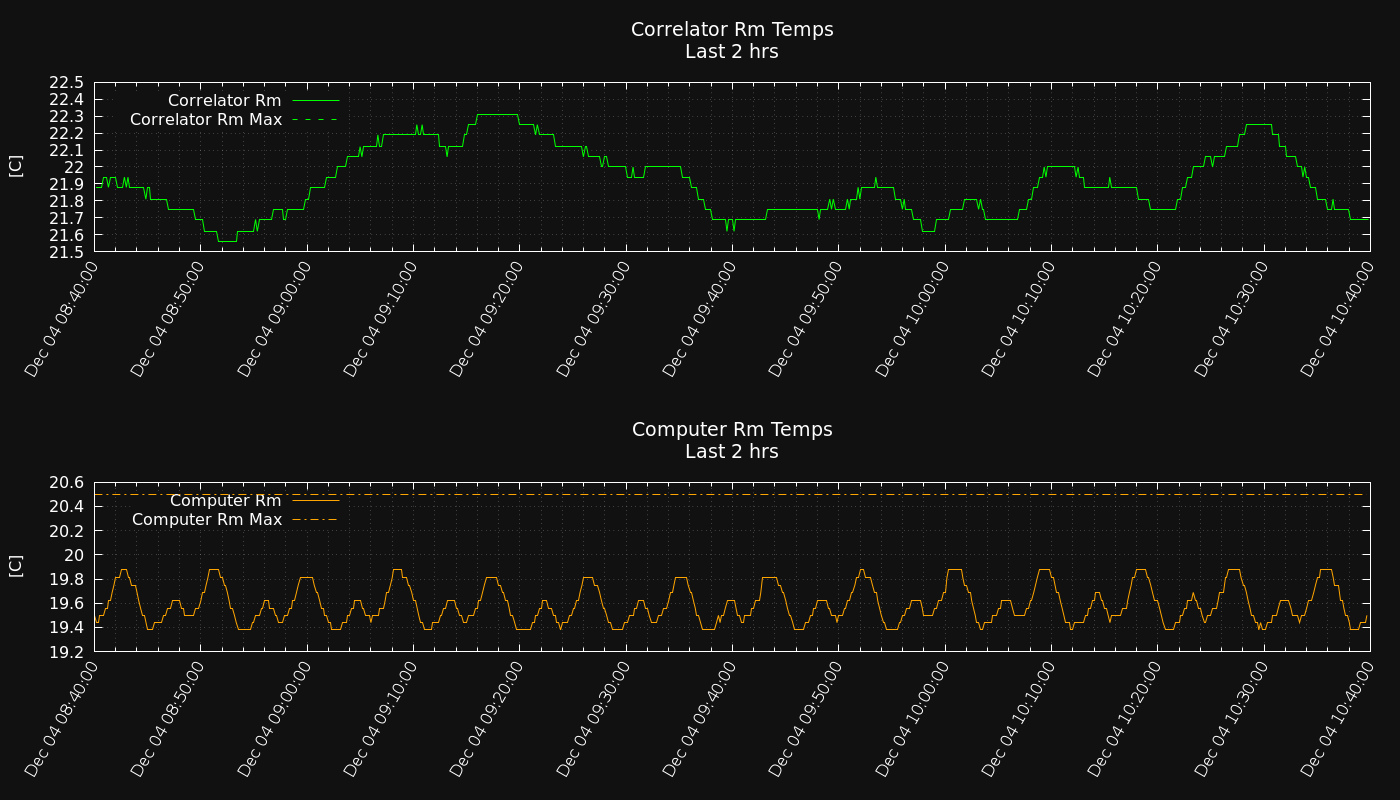 Correlator Rm Temps
Last 2 hrs
22.5
22.4
22.3
22.2
22.1
22
21.9
21.8
21.7
21.6
21.5
[C]
Correlator Rm
Correlator Rm Max
Dec 04 08:40:00
Dec 04 08:50:00
Dec 04 09:00:00
Dec 04 09:10:00
Dec 04 09:20:00
Dec 04 09:30:00
Dec 04 09:40:00
Dec 04 09:50:00
Dec 04 10:00:00
Dec 04 10:10:00
Dec 04 10:20:00
Dec 04 10:30:00
Dec 04 10:40:00
Computer Rm Temps
Last 2 hrs
20.6
20.4
20.2
20
19.8
19.6
19.4
19.2
[C]
Computer Rm
Computer Rm Max
Dec 04 08:40:00
Dec 04 08:50:00
Dec 04 09:00:00
Dec 04 09:10:00
Dec 04 09:20:00
Dec 04 09:30:00
Dec 04 09:40:00
Dec 04 09:50:00
Dec 04 10:00:00
Dec 04 10:10:00
Dec 04 10:20:00
Dec 04 10:30:00
Dec 04 10:40:00